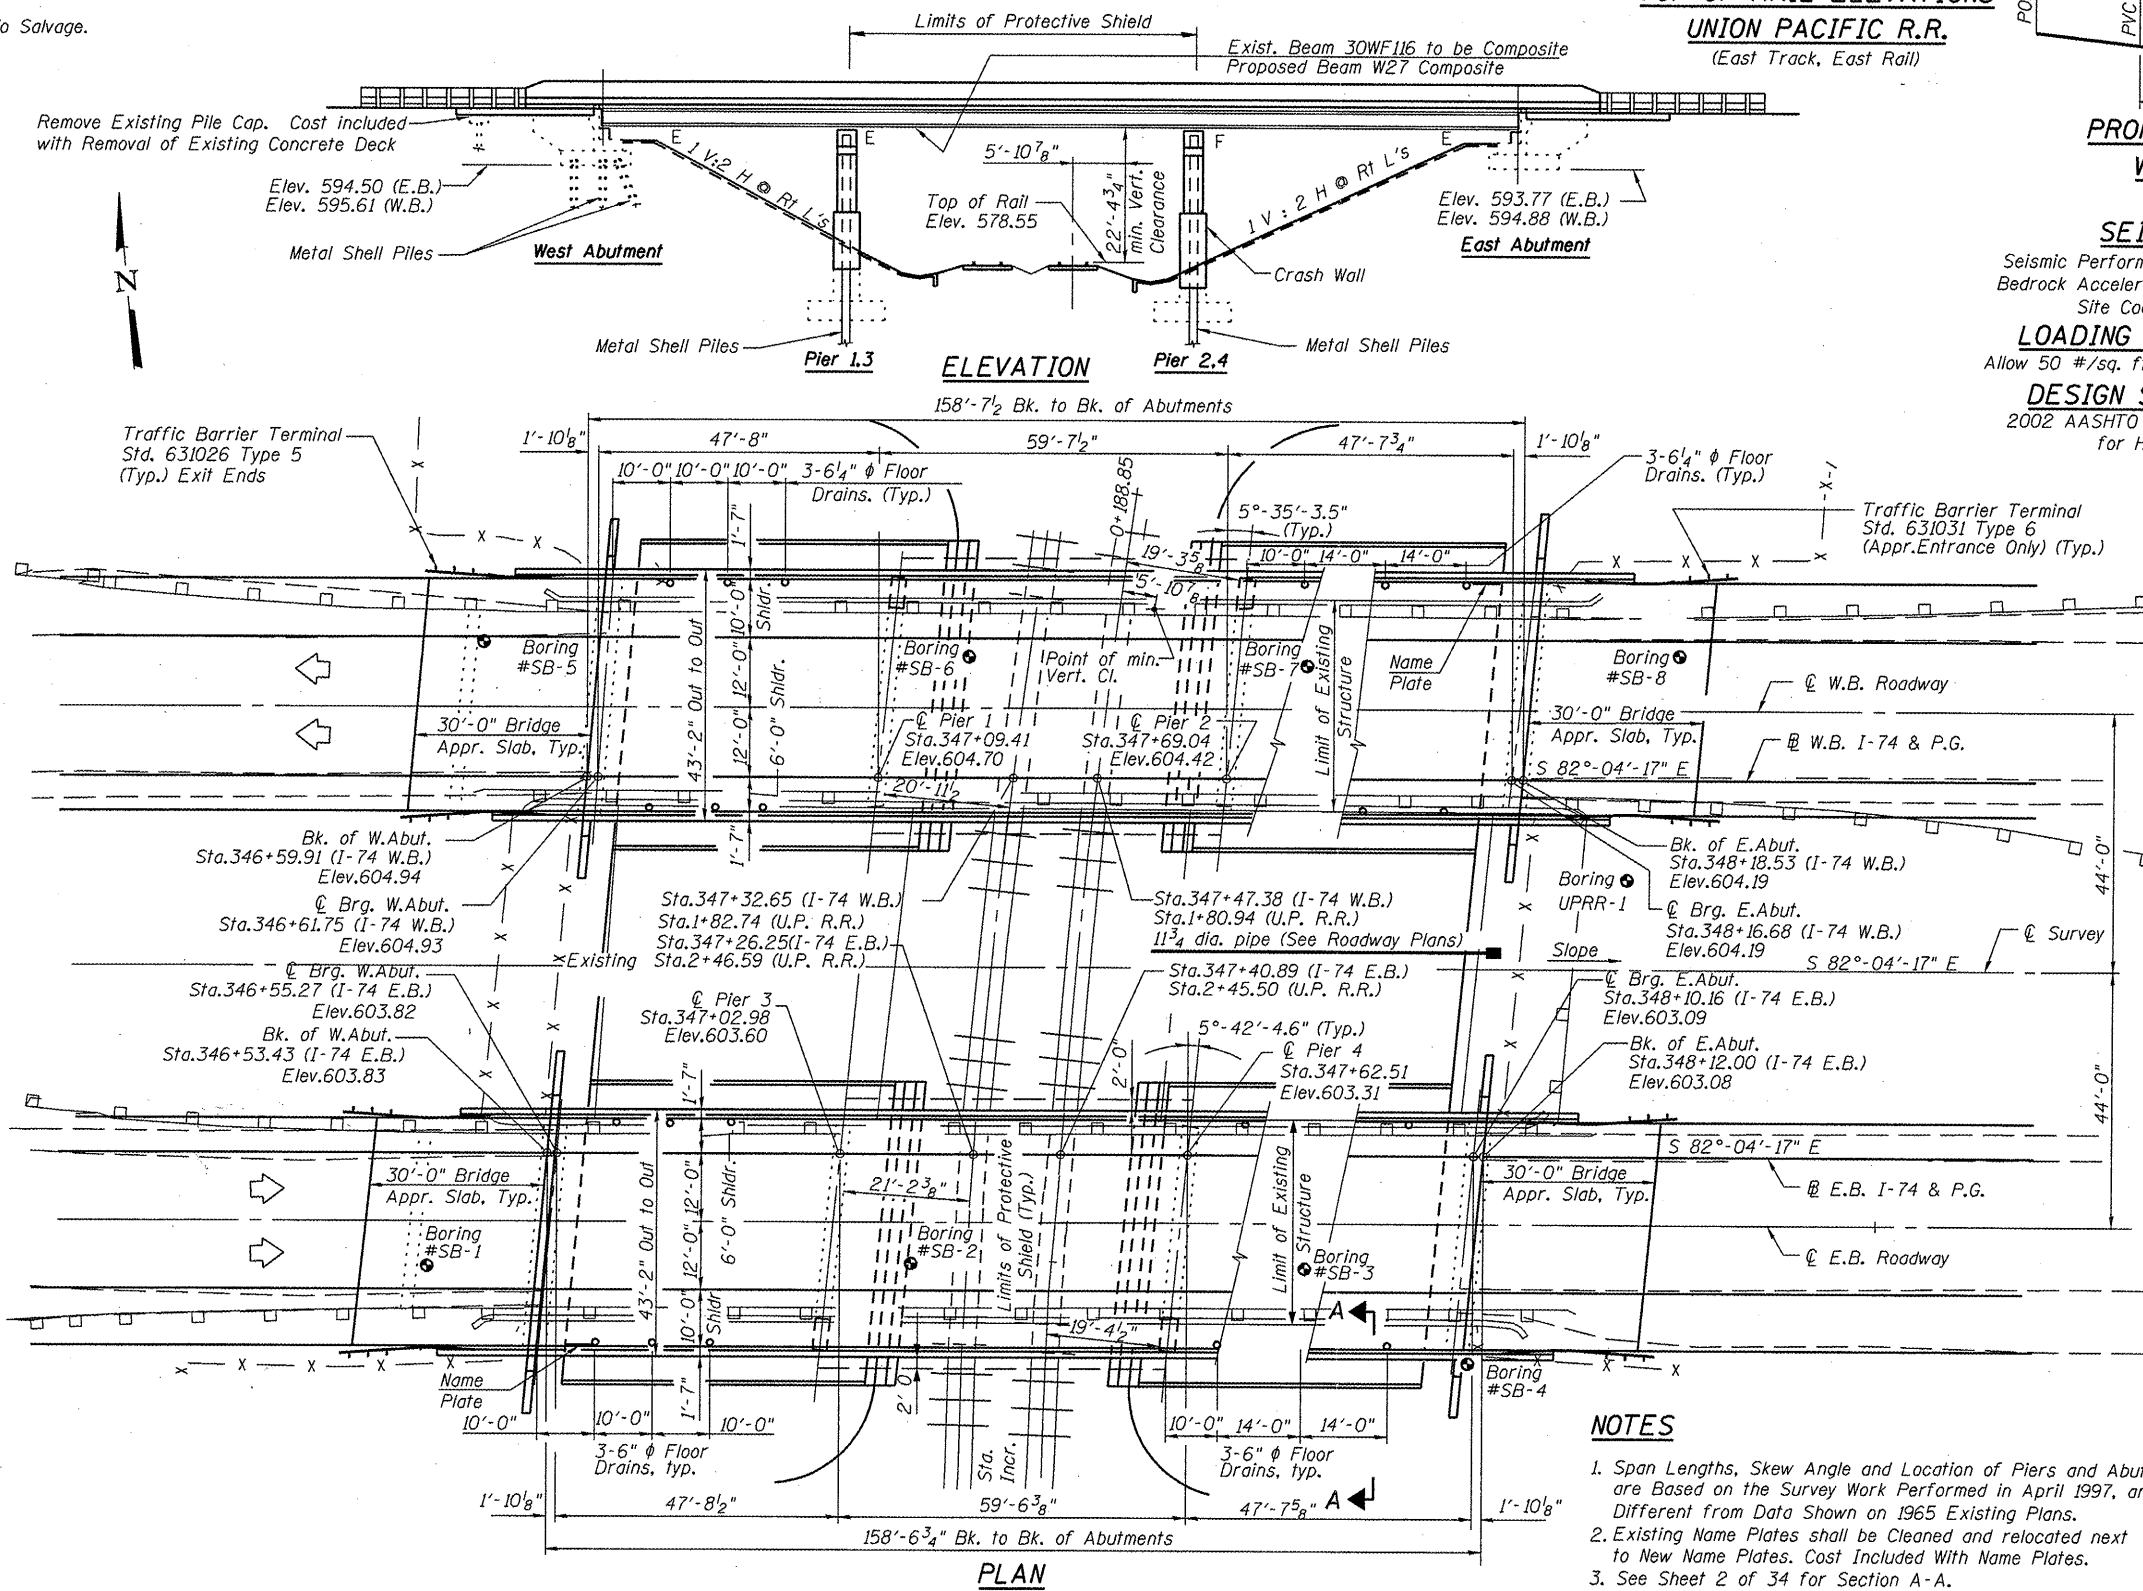 o Salvage.
Limits of Protective Shield
Exist. Beam 30WF116 to be Composite
Proposed Beam W27 Composite
UNION PACIFIC R.R.
(East Track, East Rail)
PVC
Remove Existing Pile Cap. Cost included
with Removal of Existing Concrete Deck
E
E
F
E
1 V:2 H @ Rt L's
1 V : 2 H @ Rt L's
5'-10 7/8"
22'-4 3/4"
min. Vert.
Clearance
Top of Rail
Elev. 578.55
Elev. 594.50 (E.B.)
Elev. 595.61 (W.B.)
Metal Shell Piles
West Abutment
Elev. 593.77 (E.B.)
Elev. 594.88 (W.B.)
East Abutment
Crash Wall
N
Metal Shell Piles
Pier 1,3
ELEVATION
Pier 2,4
Metal Shell Piles
Seismic Perform
Bedrock Acceler
LOADING
Allow 50 #/sq. f
DESIGN S
2002 AASHTO
for H
158'-7 1/2 Bk. to Bk. of Abutments
Traffic Barrier Terminal
Std. 631026 Type 5
(Typ.) Exit Ends
1'-10 1/8"
47'-8"
59'-7 1/2"
47'-7 3/4"
1'-10 1/8"
10'-0" 10'-0" 10'-0"
3-6 1/4" ϕ Floor
Drains. (Typ.)
3-6 1/4" ϕ Floor
Drains. (Typ.)
0+188.85
5°-35'-3.5"
(Typ.)
Traffic Barrier Terminal
Std. 631031 Type 6
(Appr.Entrance Only) (Typ.)
1'-7"
19'-3 5/8
10'-0" 14'-0" 14'-0"
5'-10 7/8
43'-2" Out to Out
10'-0"
Shldr.
12'-0"
12'-0"
6'-0" Shldr.
1'-7"
Boring
#SB-5
Boring
#SB-6
Point of min.
Vert. Cl.
Boring
#SB-7
Limit of Existing
Structure
Name
Plate
Boring
#SB-8
℄ W.B. Roadway
30'-0" Bridge
Appr. Slab, Typ.
℄ Pier 1
Sta.347+09.41
Elev.604.70
℄ Pier 2
Sta.347+69.04
Elev.604.42
30'-0" Bridge
Appr. Slab, Typ.
BL W.B. I-74 & P.G.
S 82°-04'-17" E
20'-11 1/2
Bk. of W.Abut.
Sta.346+59.91 (I-74 W.B.)
Elev.604.94
℄ Brg. W.Abut.
Sta.346+61.75 (I-74 W.B.)
Elev.604.93
Sta.347+32.65 (I-74 W.B.)
Sta.1+82.74 (U.P. R.R.)
Sta.347+26.25(I-74 E.B.)
Sta.2+46.59 (U.P. R.R.)
Sta.347+47.38 (I-74 W.B.)
Sta.1+80.94 (U.P. R.R.)
11 3/4 dia. pipe (See Roadway Plans)
Boring
UPRR-1
Bk. of E.Abut.
Sta.348+18.53 (I-74 W.B.)
Elev.604.19
℄ Brg. E.Abut.
Sta.348+16.68 (I-74 W.B.)
Elev.604.19
44'-0"
Existing
Slope
S 82°-04'-17" E
℄ Survey
℄ Brg. W.Abut.
Sta.346+55.27 (I-74 E.B.)
Elev.603.82
Bk. of W.Abut.
Sta.346+53.43 (I-74 E.B.)
Elev.603.83
℄ Pier 3
Sta.347+02.98
Elev.603.60
Sta.347+40.89 (I-74 E.B.)
Sta.2+45.50 (U.P. R.R.)
5°-42'-4.6" (Typ.)
℄ Pier 4
Sta.347+62.51
Elev.603.31
℄ Brg. E.Abut.
Sta.348+10.16 (I-74 E.B.)
Elev.603.09
Bk. of E.Abut.
Sta.348+12.00 (I-74 E.B.)
Elev.603.08
44'-0"
1'-7"
2'-0"
S 82°-04'-17" E
30'-0" Bridge
Appr. Slab, Typ.
43'-2" Out to Out
12'-0"
6'-0" Shldr.
12'-0"
10'-0"
Shldr
1'-7"
21'-2 3/8"
Limits of Protective
Shield (Typ.)
Limit of Existing
Structure
30'-0" Bridge
Appr. Slab, Typ.
BL E.B. I-74 & P.G.
℄ E.B. Roadway
Boring
#SB-1
Boring
#SB-2
Boring
#SB-3
A
19'-4 1/2"
Boring
#SB-4
Name
Plate
2'0"
10'-0"
10'-0"
10'-0"
3-6" ϕ Floor
Drains, typ.
Sta.
Incr.
10'-0" 14'-0" 14'-0"
3-6" ϕ Floor
Drains, typ.
A
1'-10 1/8"
47'-8 1/2"
59'-6 3/8"
47'-7 5/8"
1'-10 1/8"
158'-6 3/4" Bk. to Bk. of Abutments
PLAN
NOTES
1. Span Lengths, Skew Angle and Location of Piers and Abut
are Based on the Survey Work Performed in April 1997, an
Different from Data Shown on 1965 Existing Plans.
2. Existing Name Plates shall be Cleaned and relocated next
to New Name Plates. Cost Included With Name Plates.
3. See Sheet 2 of 34 for Section A-A.